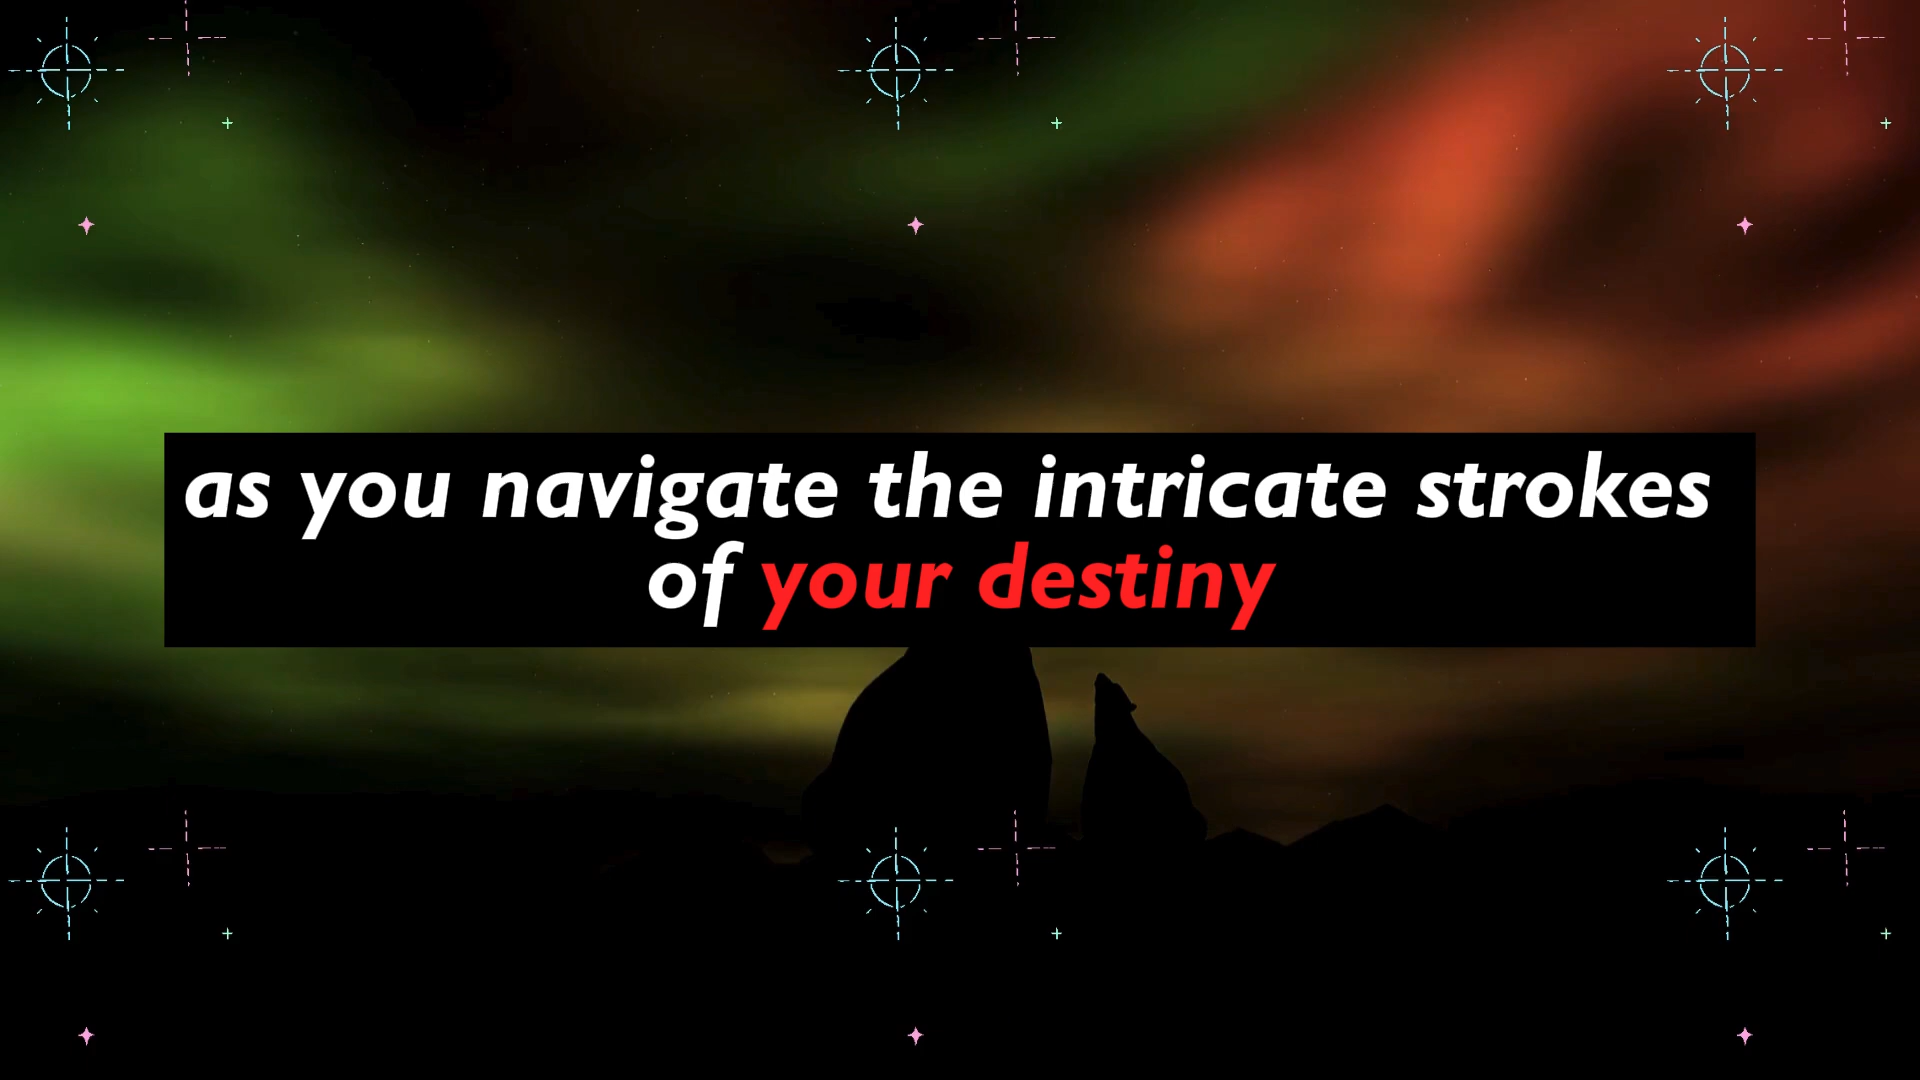 as you navigate the intricate strokes
of your destiny